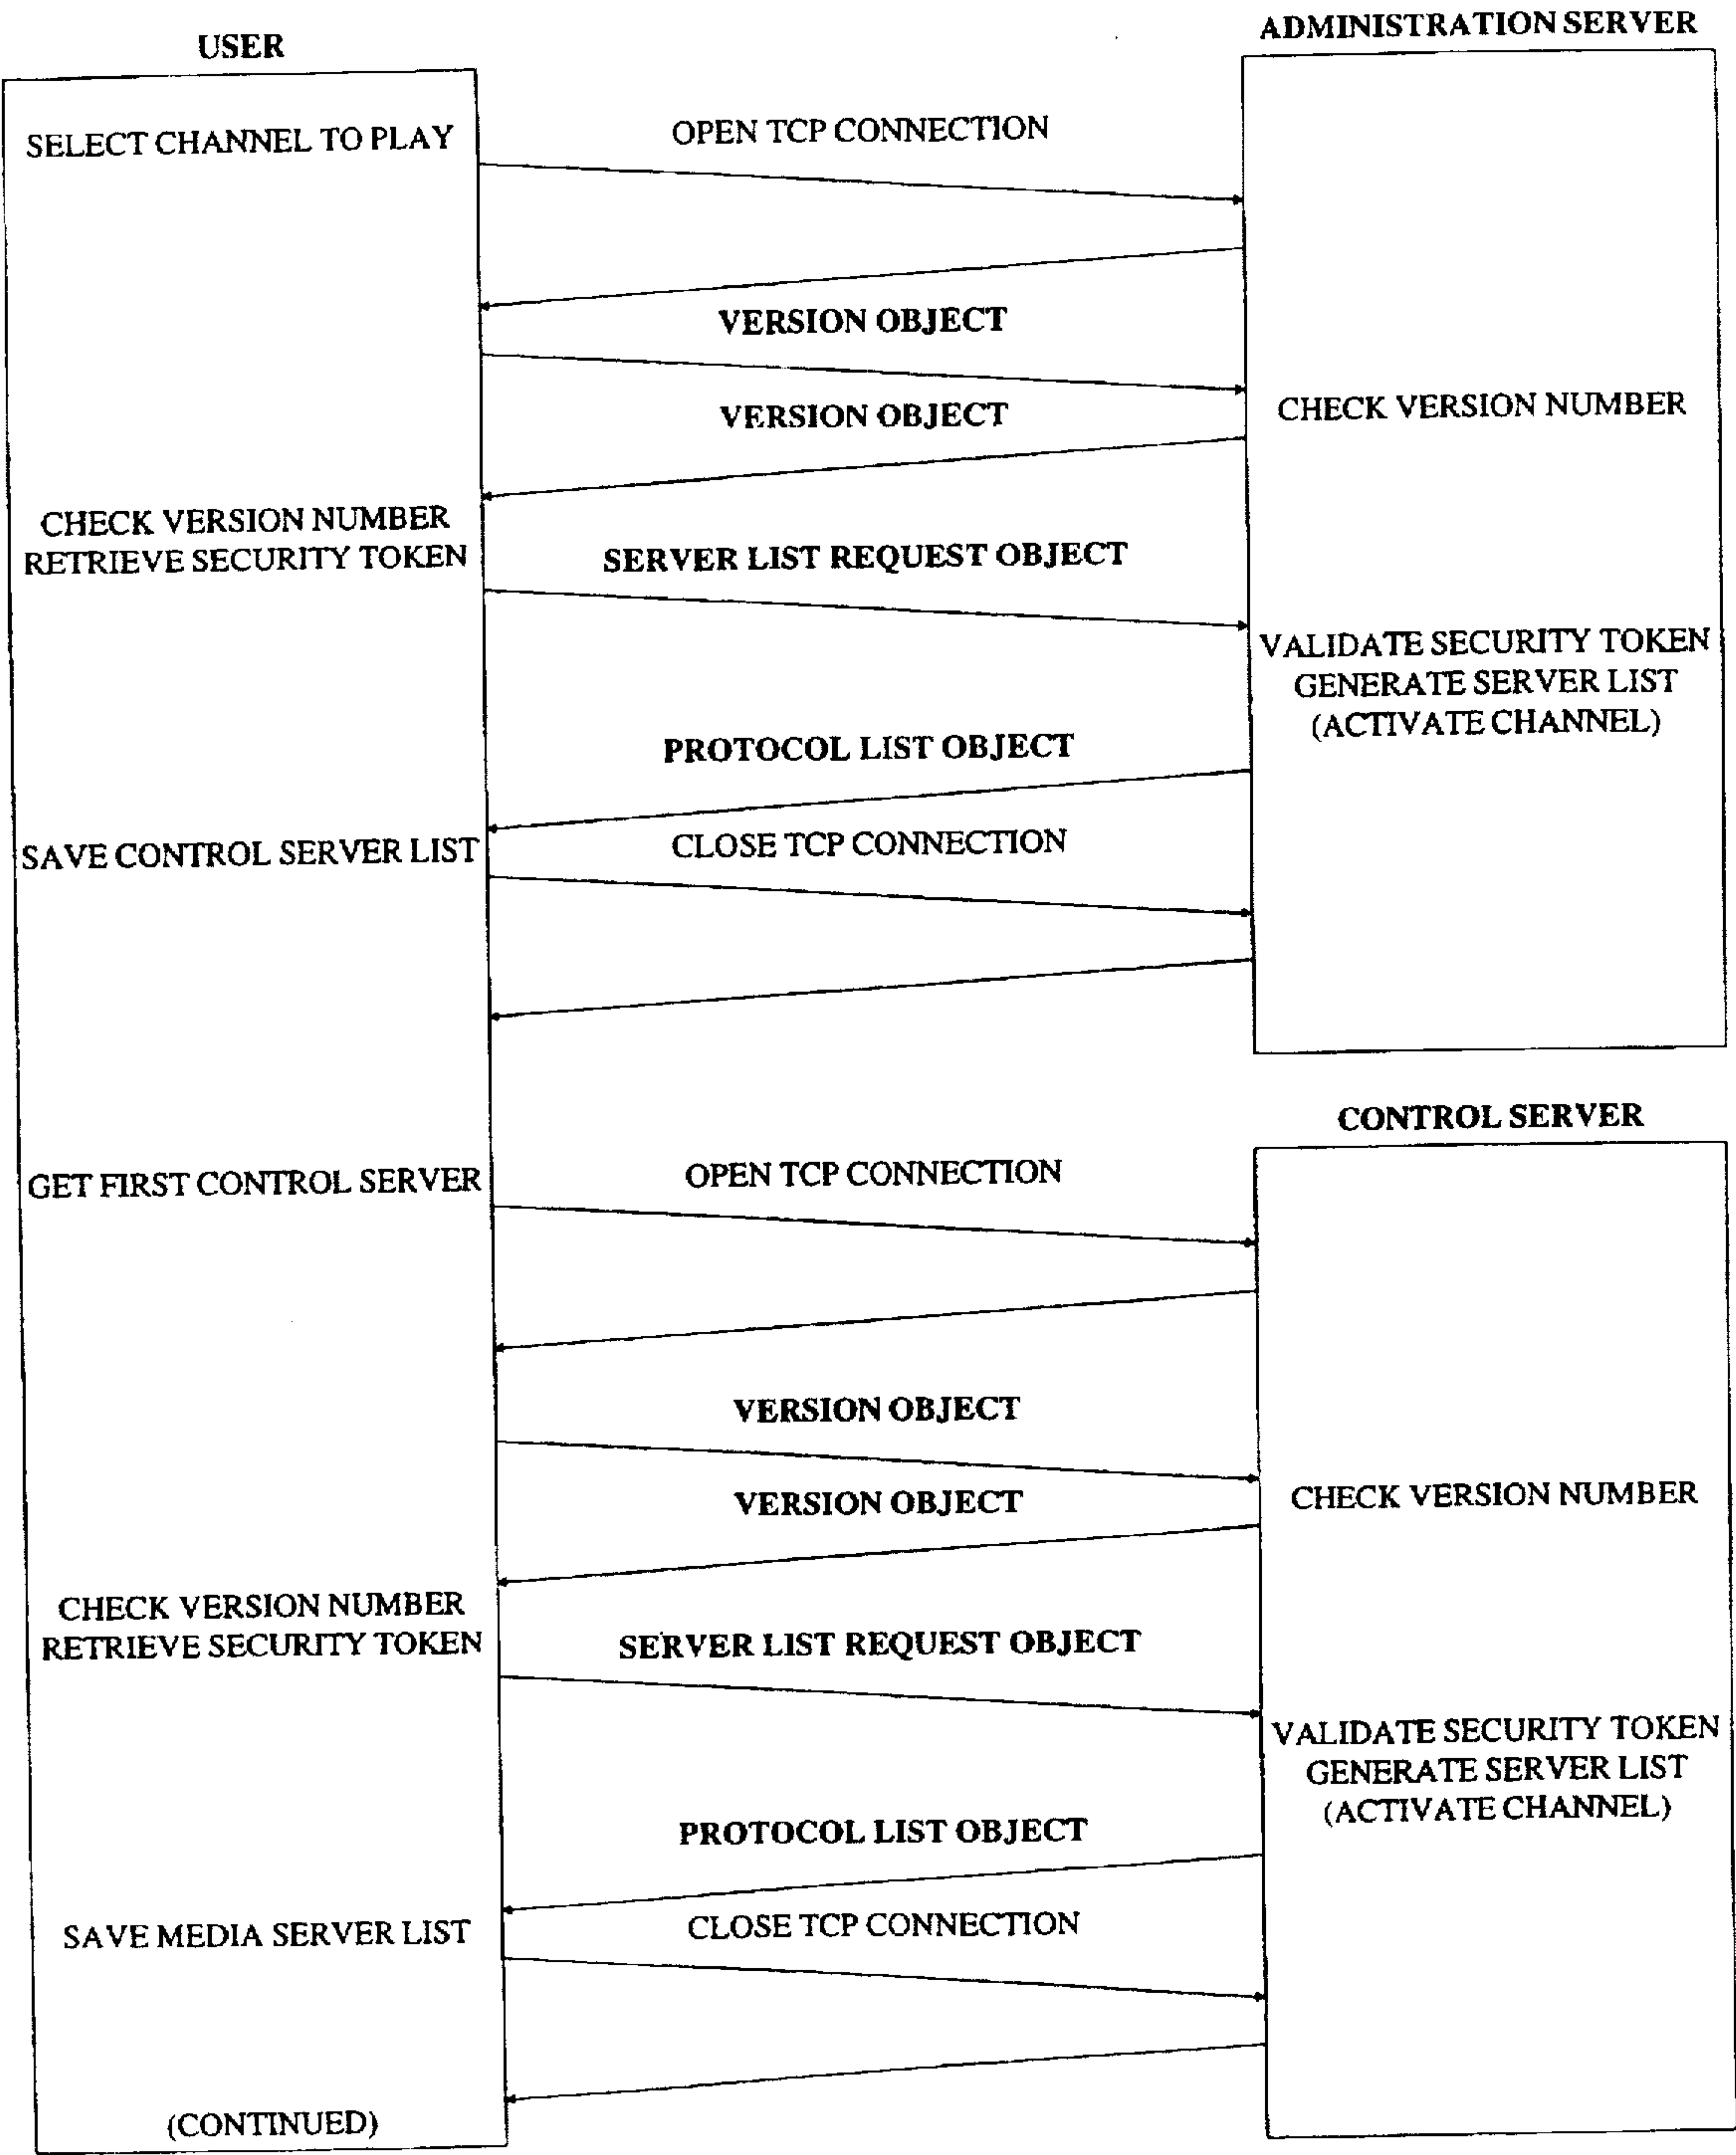 USER
ADMINISTRATION SERVER
SELECT CHANNEL TO PLAY
OPEN TCP CONNECTION
VERSION OBJECT
VERSION OBJECT
CHECK VERSION NUMBER
CHECK VERSION NUMBER
RETRIEVE SECURITY TOKEN
SERVER LIST REQUEST OBJECT
VALIDATE SECURITY TOKEN
GENERATE SERVER LIST
(ACTIVATE CHANNEL)
PROTOCOL LIST OBJECT
SAVE CONTROL SERVER LIST
CLOSE TCP CONNECTION
CONTROL SERVER
GET FIRST CONTROL SERVER
OPEN TCP CONNECTION
VERSION OBJECT
VERSION OBJECT
CHECK VERSION NUMBER
CHECK VERSION NUMBER
RETRIEVE SECURITY TOKEN
SERVER LIST REQUEST OBJECT
VALIDATE SECURITY TOKEN
GENERATE SERVER LIST
(ACTIVATE CHANNEL)
PROTOCOL LIST OBJECT
SAVE MEDIA SERVER LIST
CLOSE TCP CONNECTION
(CONTINUED)